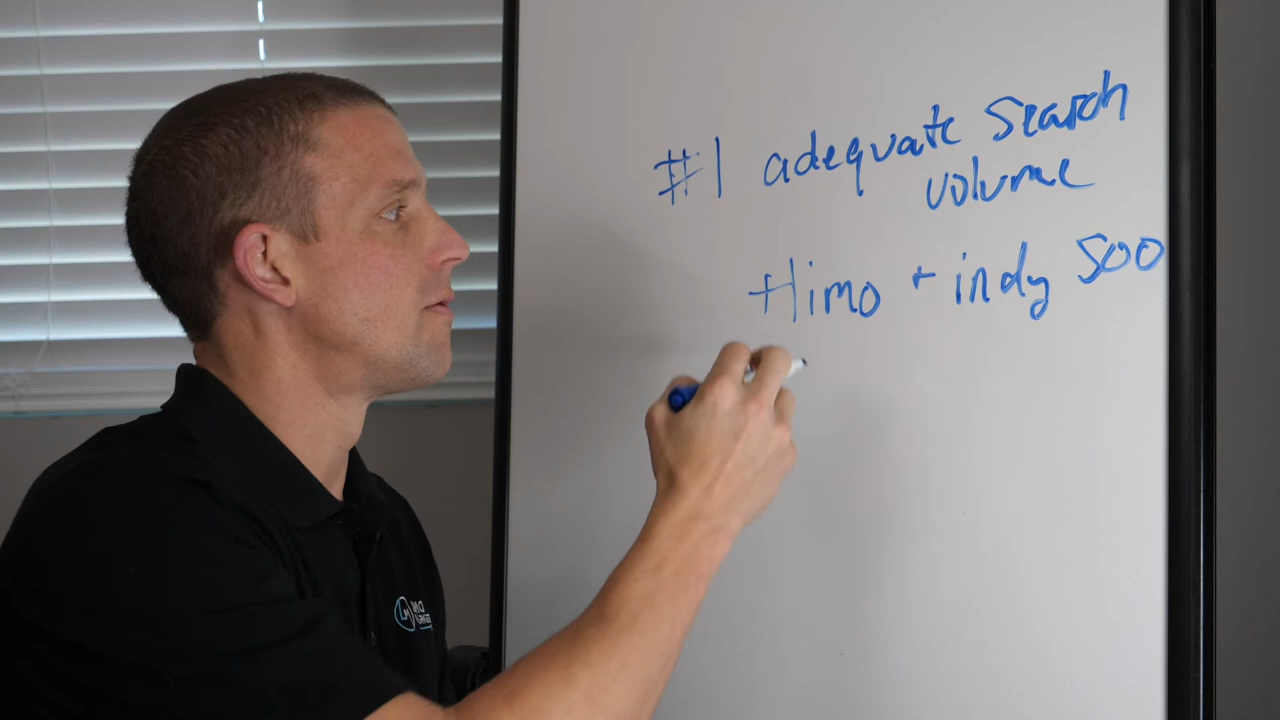 #1 adequate search
volume
+limo + indy 500